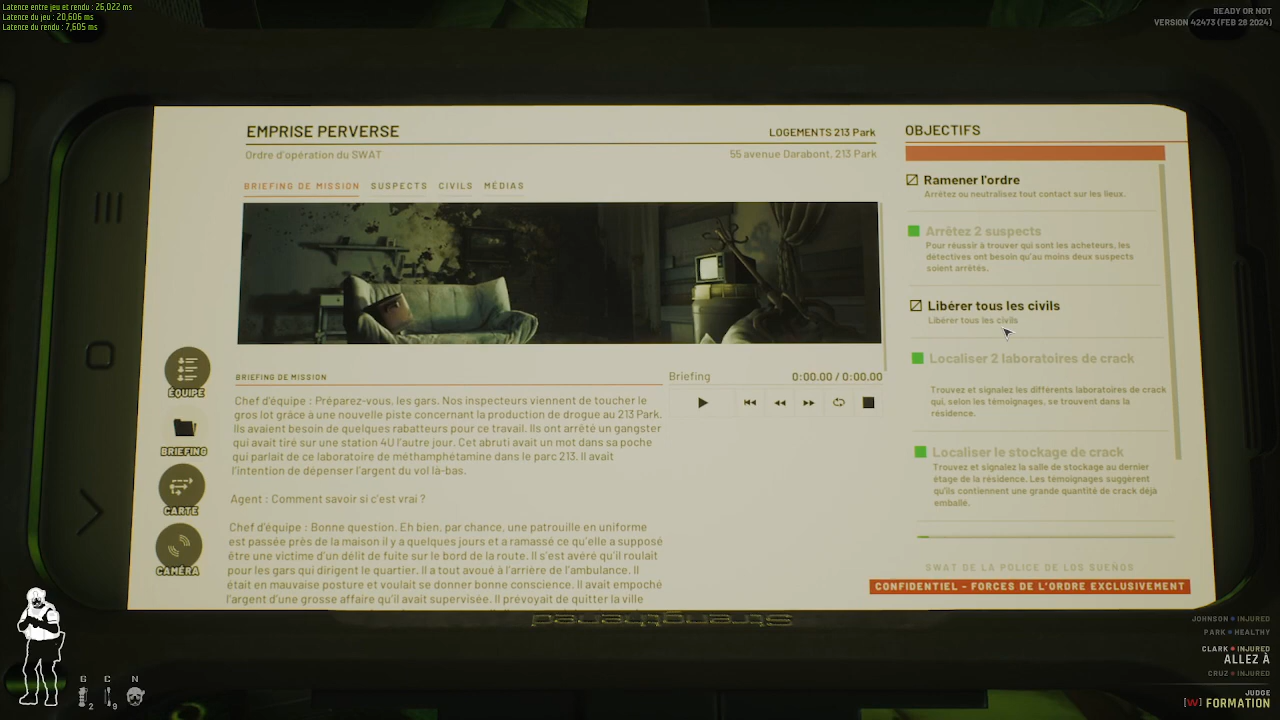 Latence entre jeu et rendu : 26,022 ms
Latence du jeu : 20,606 ms
Latence du rendu : 7,605 ms
READY OR NOT
VERSION 42473 (FEB 28 2024)
EMPRISE PERVERSE
LOGEMENTS 213 Park
Ordre d'opération du SWAT
55 avenue Darabont, 213 Park
BRIEFING DE MISSION SUSPECTS CIVILS MÉDIAS
BRIEFING DE MISSION
Briefing 0:00.00 / 0:00.00
Chef d'équipe : Préparez-vous, les gars. Nos inspecteurs viennent de toucher le
gros lot grâce à une nouvelle piste concernant la production de drogue au 213 Park.
Ils avaient besoin de quelques rabatteurs pour ce travail. Ils ont arrêté un gangster
qui avait tiré sur une station 4U l'autre jour. Cet abruti avait un mot dans sa poche
qui parlait de ce laboratoire de méthamphétamine dans le parc 213. Il avait
l'intention de dépenser l'argent du vol là-bas.
Agent : Comment savoir si c'est vrai ?
Chef d'équipe : Bonne question. Eh bien, par chance, une patrouille en uniforme
est passée près de la maison il y a quelques jours et a ramassé ce qu'elle a supposé
être une victime d'un délit de fuite sur le bord de la route. Il s'est avéré qu'il roulait
pour les gars qui dirigent le quartier. Il a tout avoué à l'arrière de l'ambulance. Il
était en mauvaise posture et voulait se donner bonne conscience. Il avait empoché
l'argent d'une grosse affaire qu'il avait supervisée. Il prévoyait de quitter la ville
OBJECTIFS
Ramener l'ordre
Arrêtez ou neutralisez tout contact sur les lieux.
Arrêtez 2 suspects
Pour réussir à trouver qui sont les acheteurs, les
détectives ont besoin qu'au moins deux suspects
soient arrêtés.
Libérer tous les civils
Libérer tous les civils
Localiser 2 laboratoires de crack
Trouvez et signalez les différents laboratoires de crack
qui, selon les témoignages, se trouvent dans la
résidence.
Localiser le stockage de crack
Trouvez et signalez la salle de stockage au dernier
étage de la résidence. Les témoignages suggèrent
qu'ils contiennent une grande quantité de crack déjà
emballé.
SWAT DE LA POLICE DE LOS SUEÑOS
CONFIDENTIEL - FORCES DE L'ORDRE EXCLUSIVEMENT
ÉQUIPE
BRIEFING
CARTE
CAMÉRA
G C N
2 9
JOHNSON INJURED
PARK HEALTHY
CLARK INJURED
ALLEZ À
CRUZ INJURED
JUDGE
[W] FORMATION